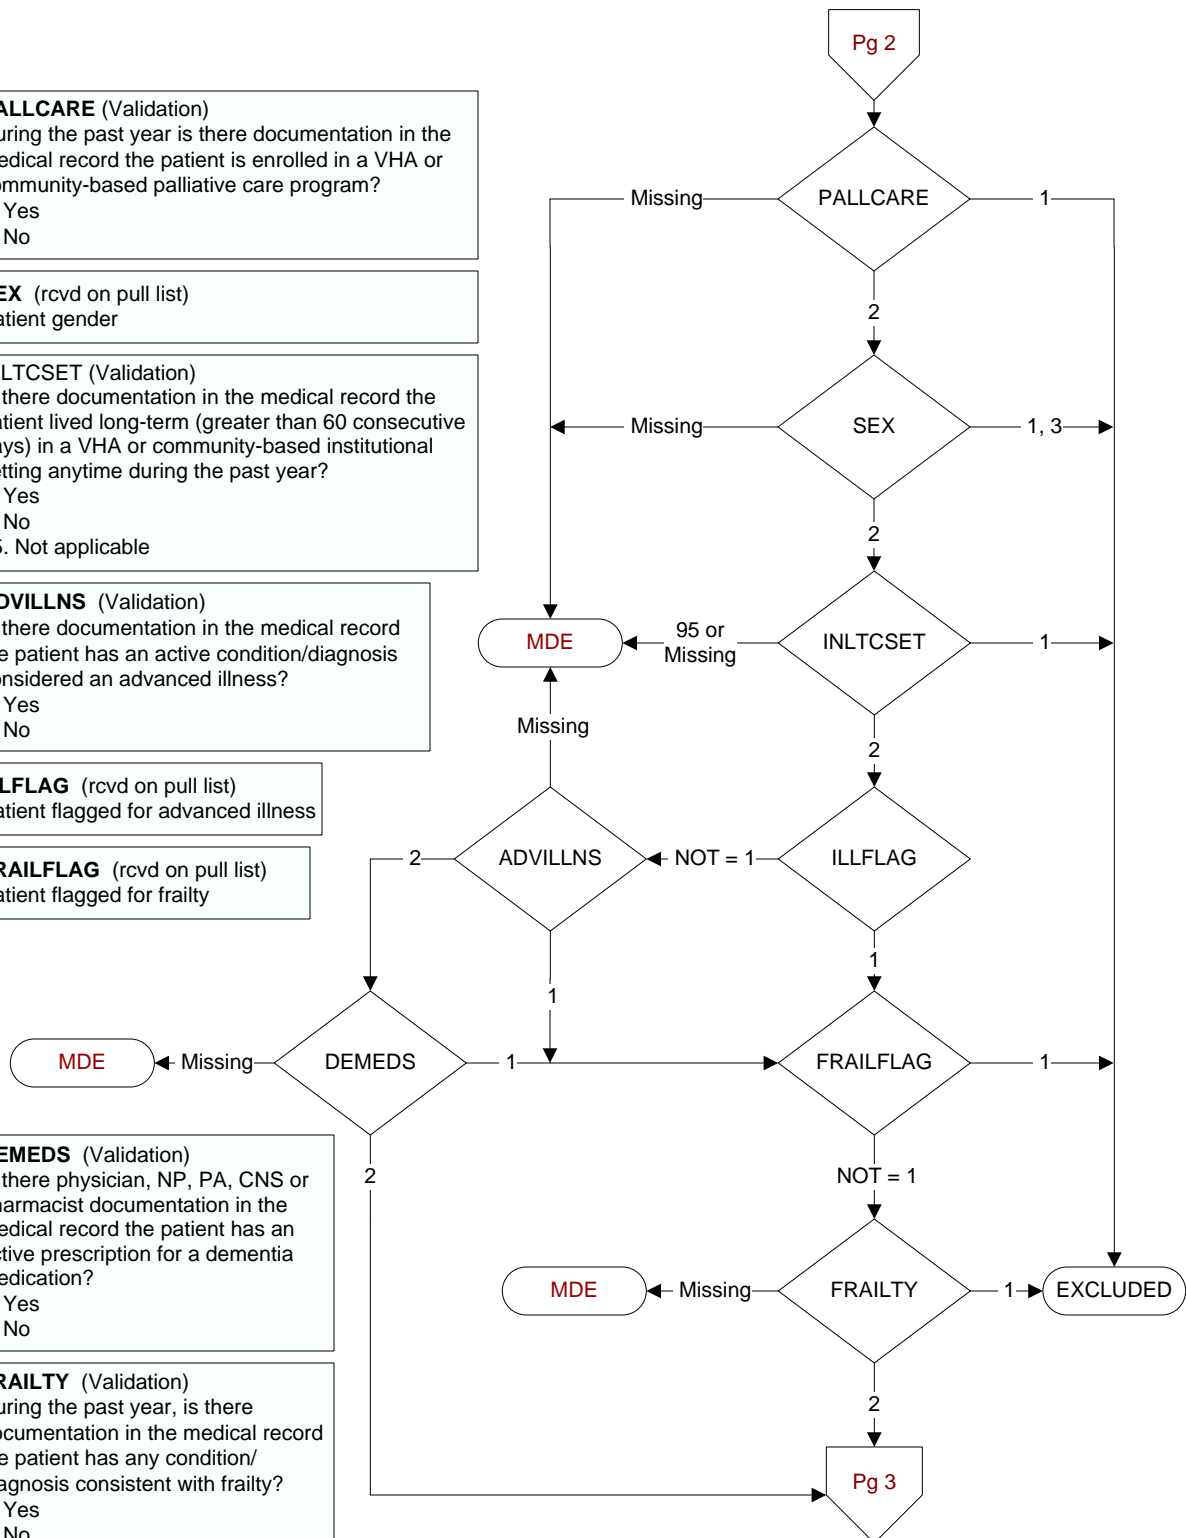 Pg 2
ALLCARE (Validation)
uring the past year is there documentation in the
edical record the patient is enrolled in a VHA or
ommunity-based palliative care program?
Yes
No
PALLCARE
Missing
1
2
EX (rcvd on pull list)
atient gender
SEX
Missing
1, 3
2
LTCSET (Validation)
there documentation in the medical record the
atient lived long-term (greater than 60 consecutive
ays) in a VHA or community-based institutional
etting anytime during the past year?
Yes
No
. Not applicable
INLTCSET
95 or
Missing
MDE
1
2
DVILLNS (Validation)
there documentation in the medical record
e patient has an active condition/diagnosis
onsidered an advanced illness?
Yes
No
Missing
LFLAG (rcvd on pull list)
atient flagged for advanced illness
RAILFLAG (rcvd on pull list)
atient flagged for frailty
2
ADVILLNS
NOT = 1
ILLFLAG
1
1
MDE
Missing
DEMEDS
1
FRAILFLAG
1
2
NOT = 1
EMEDS (Validation)
there physician, NP, PA, CNS or
harmacist documentation in the
edical record the patient has an
ctive prescription for a dementia
edication?
Yes
No
MDE
Missing
FRAILTY
1
EXCLUDED
2
RAILTY (Validation)
uring the past year, is there
ocumentation in the medical record
e patient has any condition/
agnosis consistent with frailty?
Yes
No
Pg 3